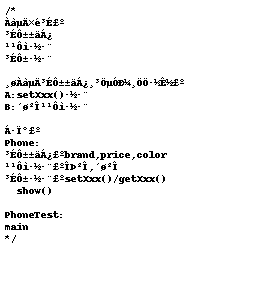 /*
ÀàµÄ×é³É£º
³ÉÔ±±äÁ¿
¹¹Ôì·½·¨
³ÉÔ±·½·¨
¸øÀàµÄ³ÉÔ±±äÁ¿¸³ÖµÓÐÁ½ÖÖ·½Ê½£º
A:setXxx()·½·¨
B:´ø²Î¹¹Ôì·½·¨
Á·Ï°£º
Phone:
³ÉÔ±±äÁ¿£ºbrand,price,color
¹¹Ôì·½·¨£ºÎÞ²Î,´ø²Î
³ÉÔ±·½·¨£ºsetXxx()/getXxx()
show()
PhoneTest:
main
*/